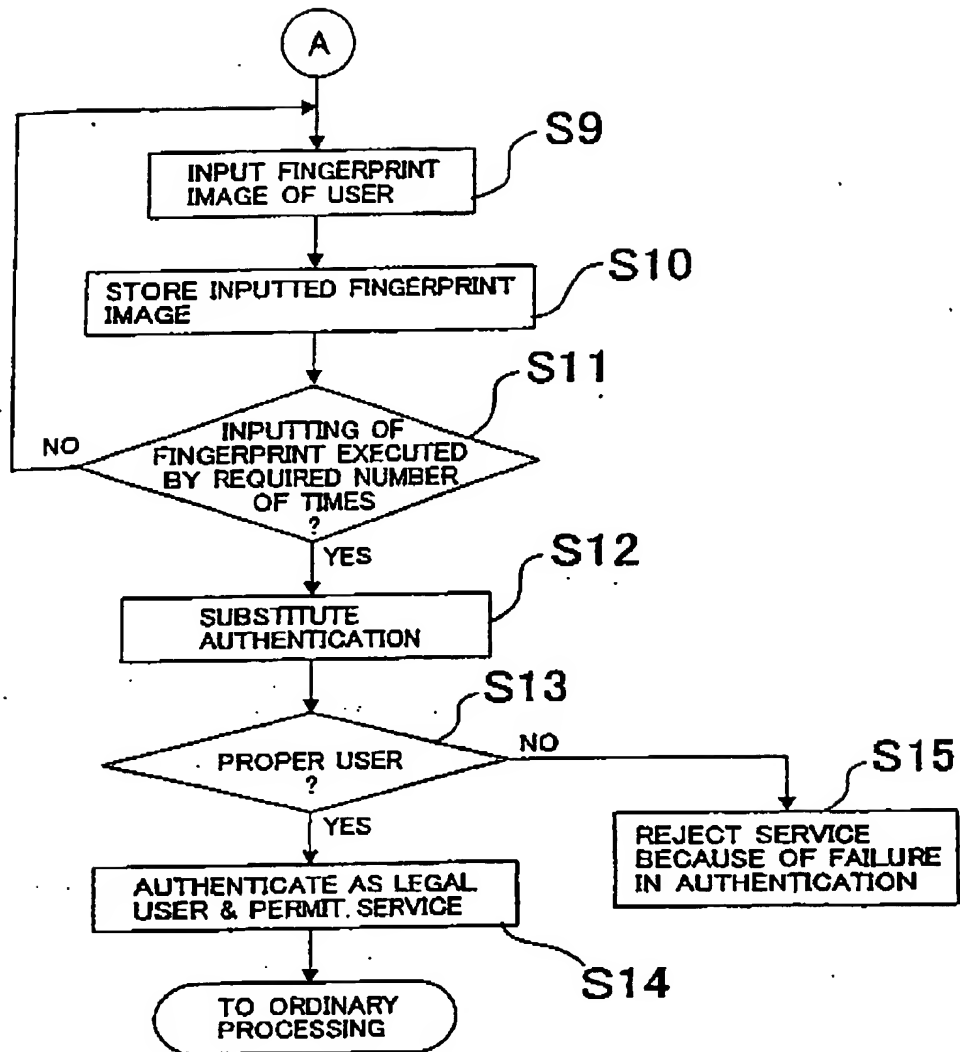 A
S9
INPUT FINGERPRINT
IMAGE OF USER
S10
STORE INPUTTED FINGERPRINT
IMAGE
S11
INPUTTING OF
FINGERPRINT EXECUTED
BY REQUIRED NUMBER
OF TIMES
?
NO
YES
S12
SUBSTITUTE
AUTHENTICATION
S13
PROPER USER
?
NO
YES
S15
REJECT SERVICE
BECAUSE OF FAILURE
IN AUTHENTICATION
AUTHENTICATE AS LEGAL
USER & PERMIT. SERVICE
S14
TO ORDINARY
PROCESSING